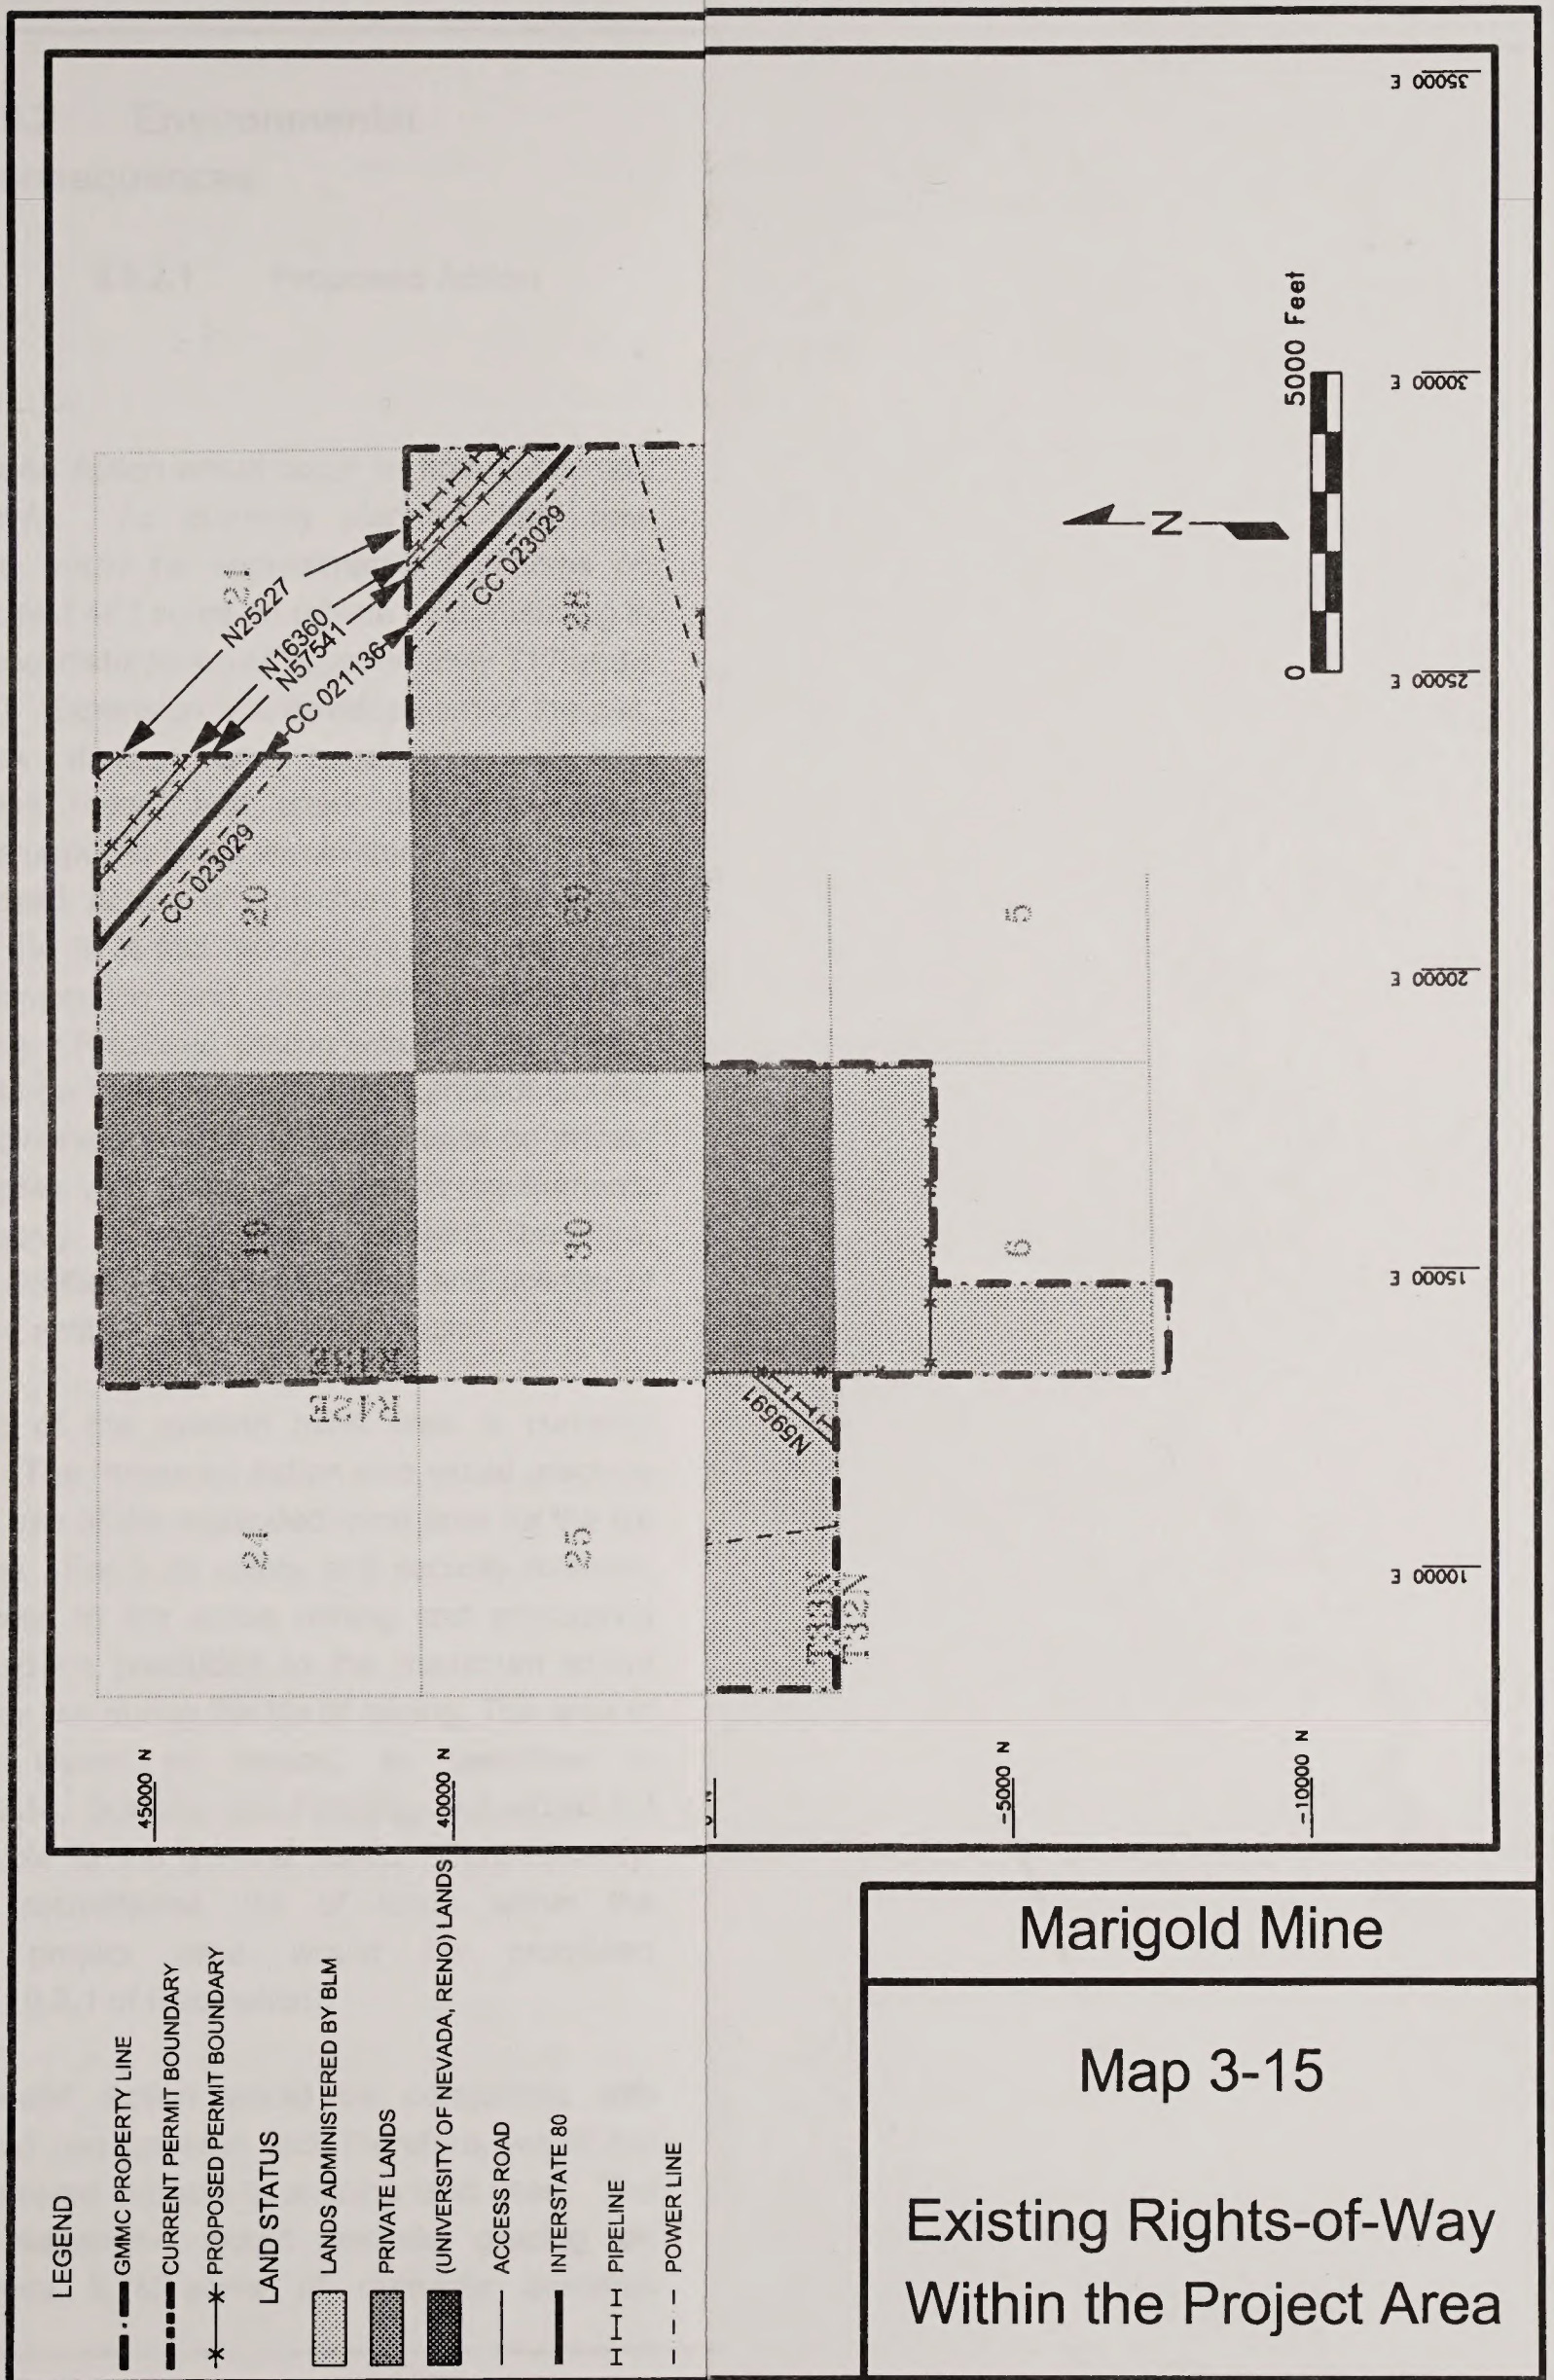 35000 E
30000 E
25000 E
20000 E
15000 E
10000 E
0 5000 Feet
N
N25227
N16360
N57541
CC 021136
CC 023029
CC 023029
21
28
20
29
19
30
R43E
R42E
24
25
5
6
N59691
T33N
T32N
45000 N
40000 N
-5000 N
-10000 N
LEGEND
GMMC PROPERTY LINE
CURRENT PERMIT BOUNDARY
PROPOSED PERMIT BOUNDARY
LAND STATUS
LANDS ADMINISTERED BY BLM
PRIVATE LANDS
(UNIVERSITY OF NEVADA, RENO) LANDS
ACCESS ROAD
INTERSTATE 80
PIPELINE
POWER LINE
Marigold Mine
Map 3-15
Existing Rights-of-Way
Within the Project Area